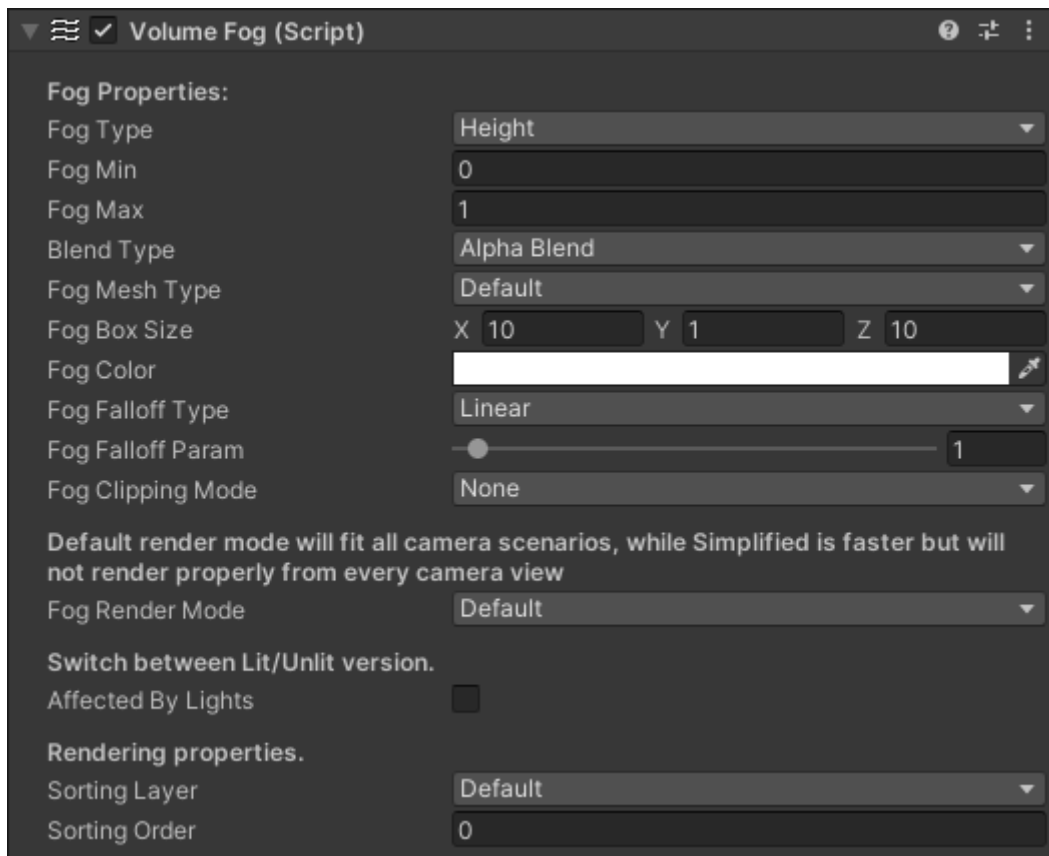 Volume Fog (Script)
Fog Properties:
Fog Type Height
Fog Min 0
Fog Max 1
Blend Type Alpha Blend
Fog Mesh Type Default
Fog Box Size X 10 Y 1 Z 10
Fog Color
Fog Falloff Type Linear
Fog Falloff Param 1
Fog Clipping Mode None
Default render mode will fit all camera scenarios, while Simplified is faster but will
not render properly from every camera view
Fog Render Mode Default
Switch between Lit/Unlit version.
Affected By Lights
Rendering properties.
Sorting Layer Default
Sorting Order 0